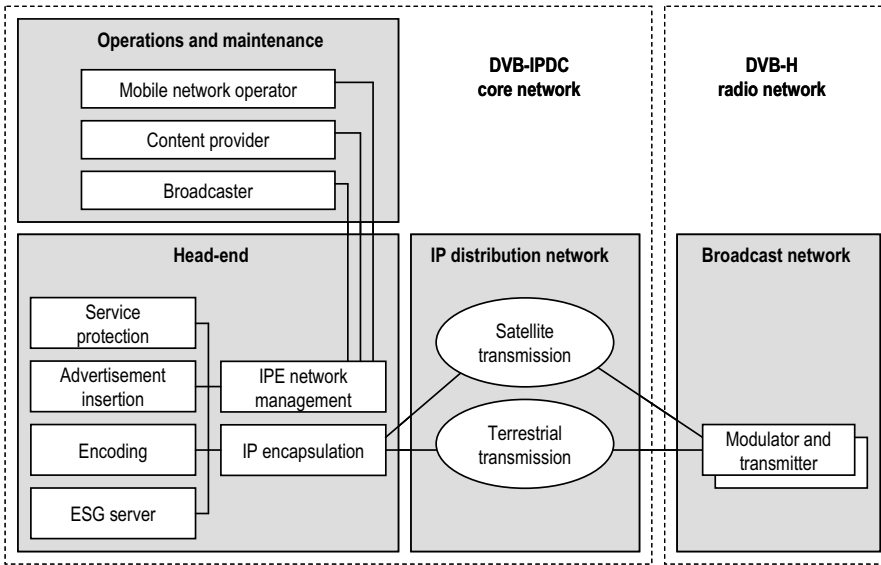 Operations and maintenance
Mobile network operator
Content provider
Broadcaster
DVB-IPDC
core network
DVB-H
radio network
Head-end
Service
protection
Advertisement
insertion
Encoding
ESG server
IPE network
management
IP encapsulation
IP distribution network
Satellite
transmission
Terrestrial
transmission
Broadcast network
Modulator and
transmitter